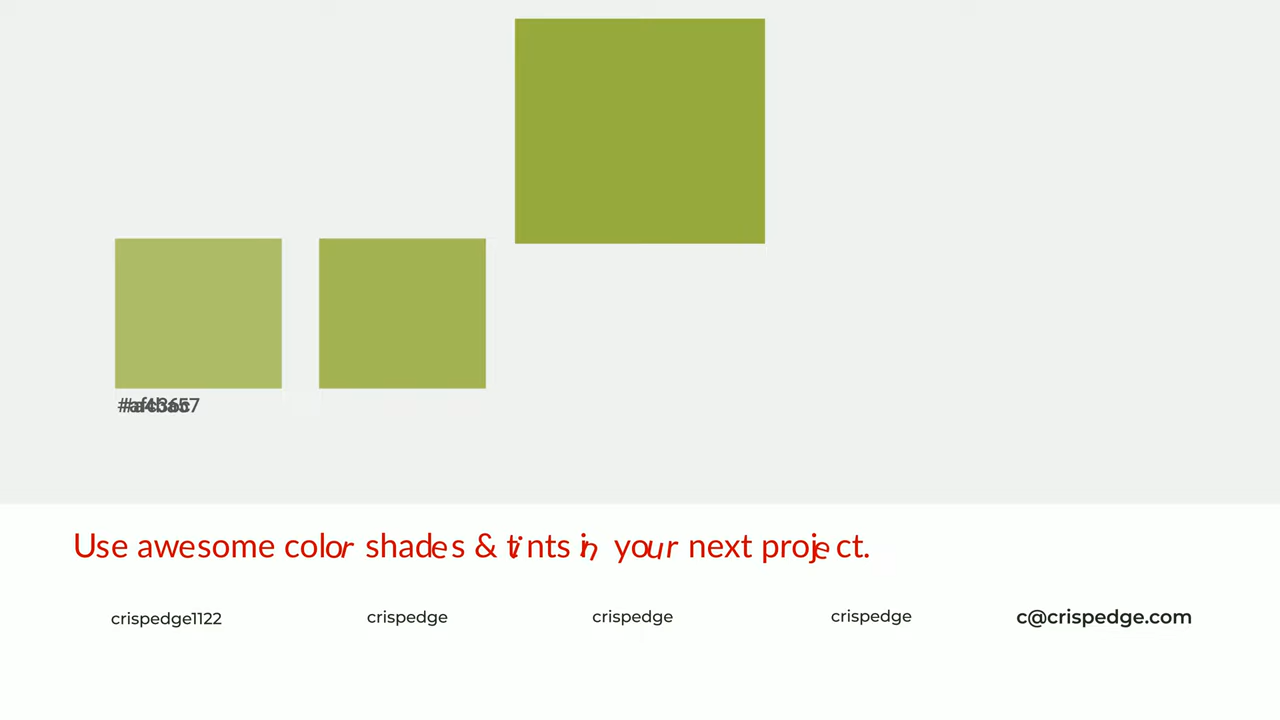 Use awesome color shades & tints in your next project.
crispedge1122 crispedge crispedge crispedge c@crispedge.com